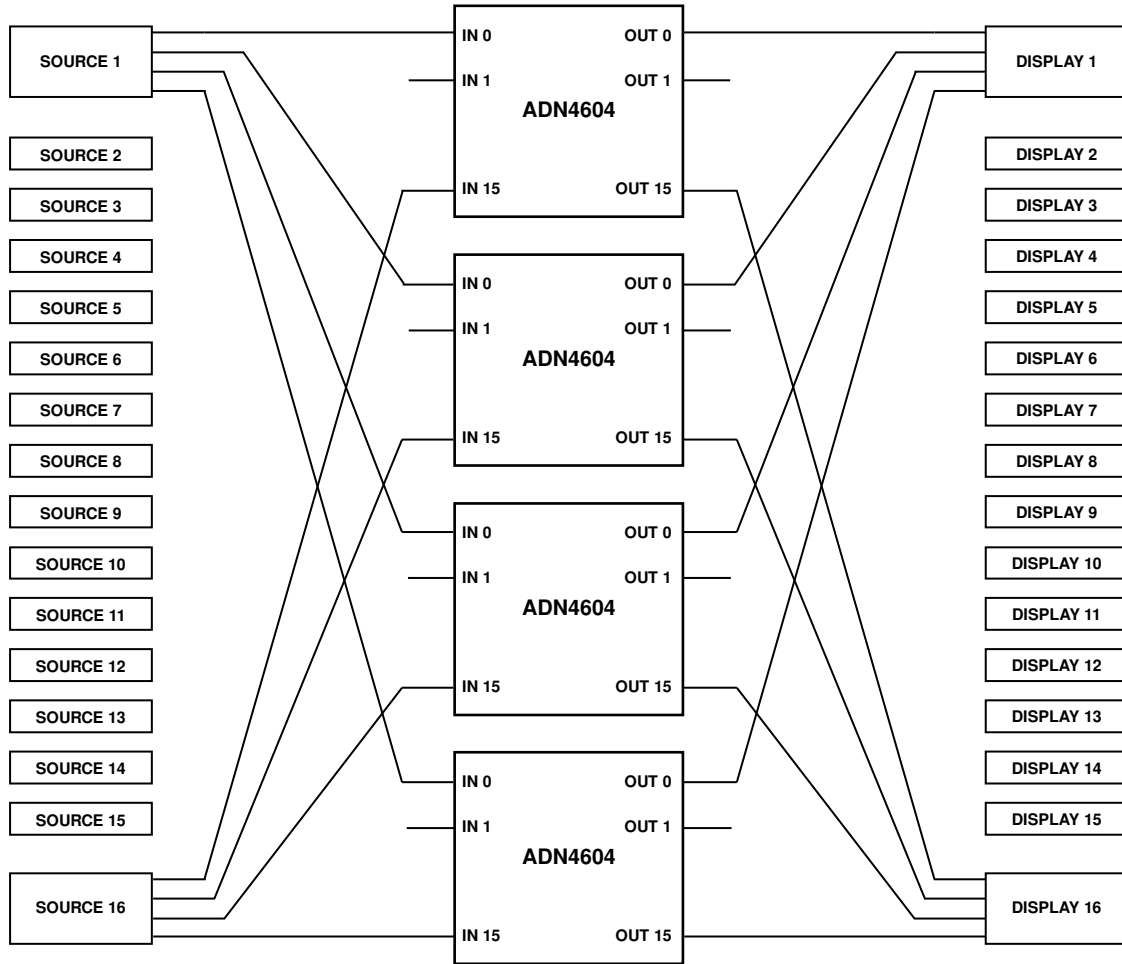 SOURCE 1
SOURCE 2
SOURCE 3
SOURCE 4
SOURCE 5
SOURCE 6
SOURCE 7
SOURCE 8
SOURCE 9
SOURCE 10
SOURCE 11
SOURCE 12
SOURCE 13
SOURCE 14
SOURCE 15
SOURCE 16
IN 0 OUT 0
IN 1 OUT 1
ADN4604
IN 15 OUT 15
IN 0 OUT 0
IN 1 OUT 1
ADN4604
IN 15 OUT 15
IN 0 OUT 0
IN 1 OUT 1
ADN4604
IN 15 OUT 15
IN 0 OUT 0
IN 1 OUT 1
ADN4604
IN 15 OUT 15
DISPLAY 1
DISPLAY 2
DISPLAY 3
DISPLAY 4
DISPLAY 5
DISPLAY 6
DISPLAY 7
DISPLAY 8
DISPLAY 9
DISPLAY 10
DISPLAY 11
DISPLAY 12
DISPLAY 13
DISPLAY 14
DISPLAY 15
DISPLAY 16